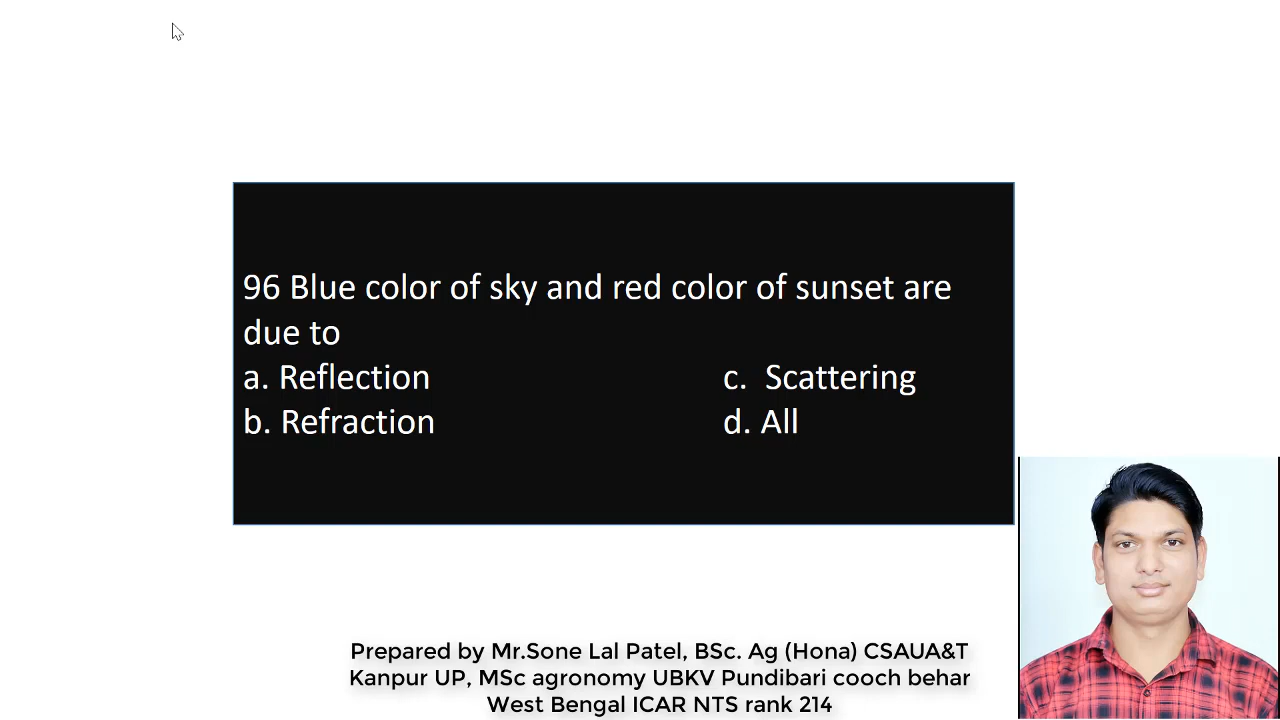 96 Blue color of sky and red color of sunset are
due to
a. Reflection c. Scattering
b. Refraction d. All
Prepared by Mr.Sone Lal Patel, BSc. Ag (Hona) CSAUA&T
Kanpur UP, MSc agronomy UBKV Pundibari cooch behar
West Bengal ICAR NTS rank 214